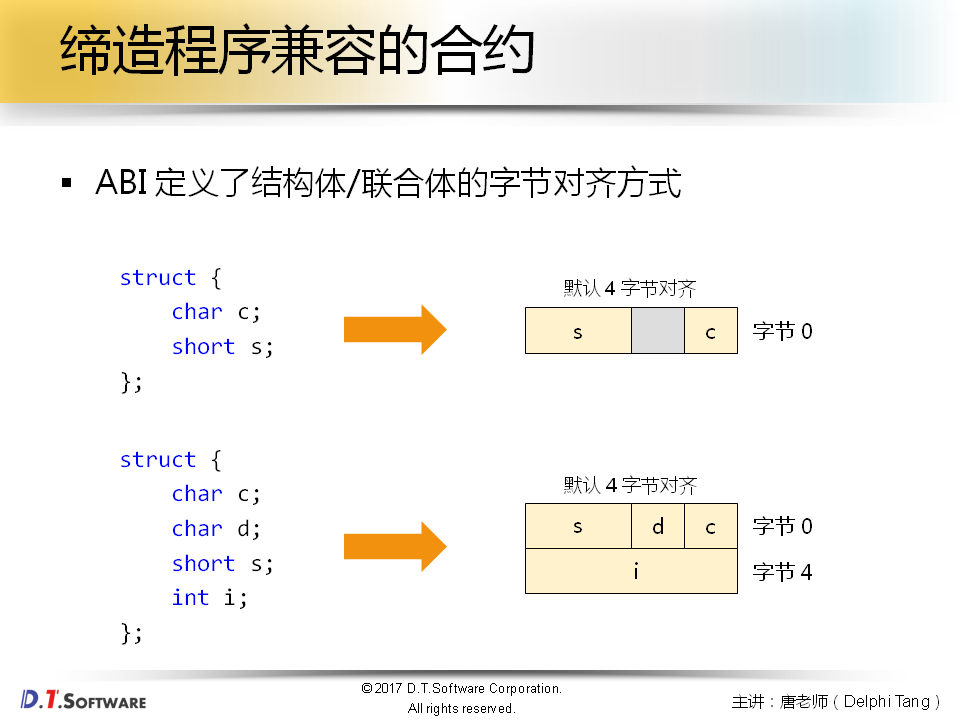 缔造程序兼容的合约
▪ ABI 定义了结构体/联合体的字节对齐方式
struct {
    char c;
    short s;
};
默认 4 字节对齐
s c 字节 0
struct {
    char c;
    char d;
    short s;
    int i;
};
默认 4 字节对齐
s d c 字节 0
i 字节 4
D.T.SOFTWARE
©2017 D.T.Software Corporation.
All rights reserved.
主讲：唐老师（Delphi Tang）